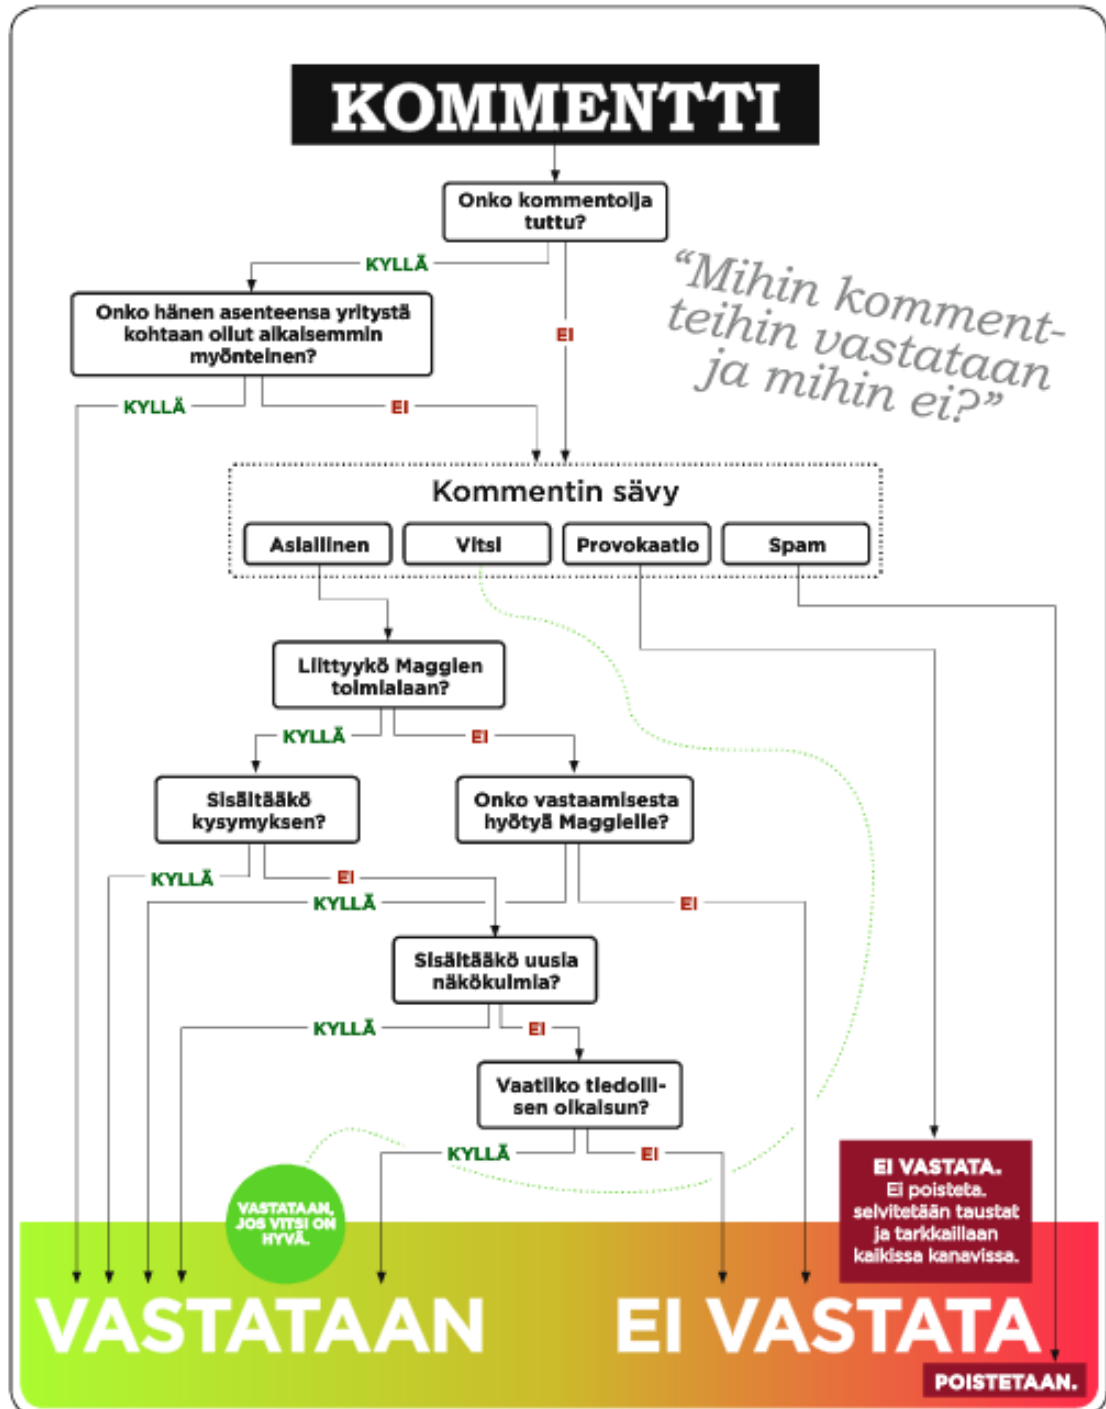 KOMMENTTI
Onko kommentoija
tuttu?
KYLLÄ
EI
"Mihin komment-
teihin vastataan
ja mihin ei?"
Onko hänen asenteensa yritystä
kohtaan ollut aikaisemmin
myönteinen?
KYLLÄ
EI
Kommentin sävy
Asiallinen
Vitsi
Provokaatio
Spam
Liittyykö Maggien
toimialaan?
KYLLÄ
EI
Sisältääkö
kysymyksen?
Onko vastaamisesta
hyötyä Maggielle?
KYLLÄ
EI
KYLLÄ
EI
Sisältääkö uusia
näkökulmia?
KYLLÄ
EI
Vaatiiko tiedolli-
sen oikaisun?
KYLLÄ
EI
VASTATAAN,
JOS VITSI ON
HYVÄ.
EI VASTATA.
Ei poisteta.
selvitetään taustat
ja tarkkaillaan
kaikissa kanavissa.
VASTATAAN
EI VASTATA
POISTETAAN.